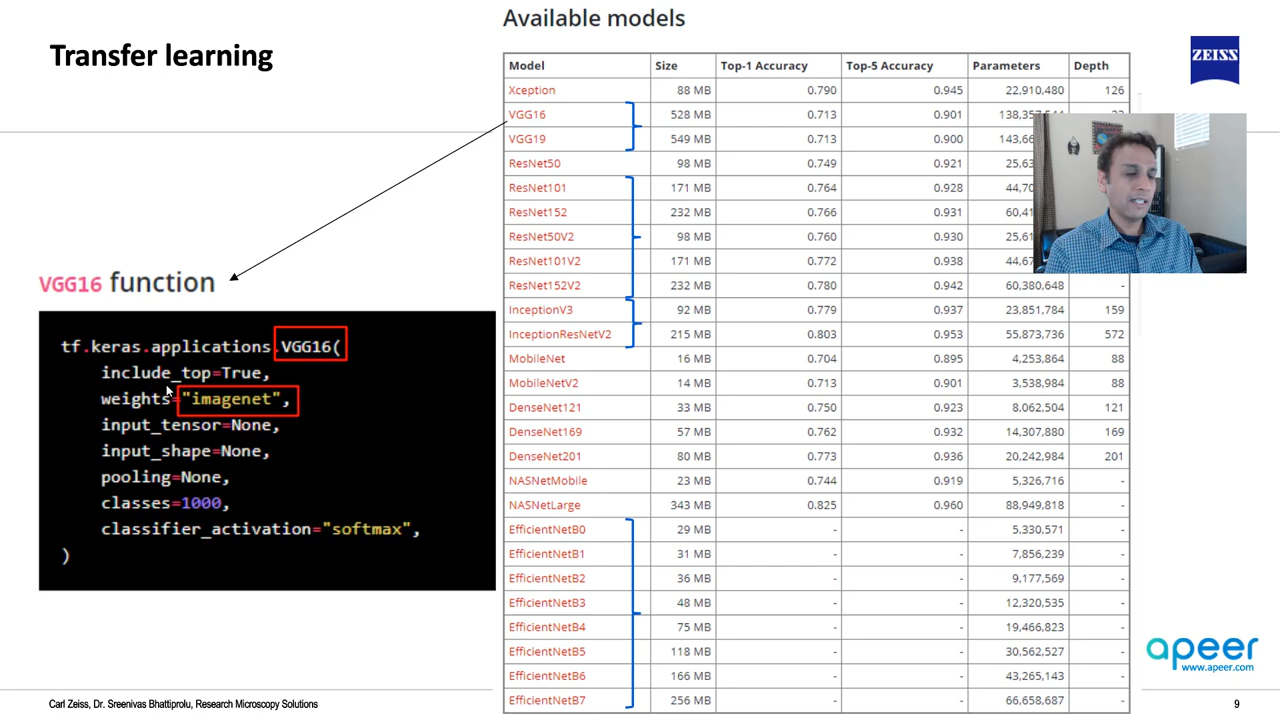 Transfer learning
Available models
ZEISS
Model Size Top-1 Accuracy Top-5 Accuracy Parameters Depth
Xception 88 MB 0.790 0.945 22,910,480 126
VGG16 528 MB 0.713 0.901
VGG19 549 MB 0.713 0.900
ResNet50 98 MB 0.749 0.921
ResNet101 171 MB 0.764 0.928
ResNet152 232 MB 0.766 0.931
ResNet50V2 98 MB 0.760 0.930
ResNet101V2 171 MB 0.772 0.938
ResNet152V2 232 MB 0.780 0.942 60,380,648 -
InceptionV3 92 MB 0.779 0.937 23,851,784 159
InceptionResNetV2 215 MB 0.803 0.953 55,873,736 572
MobileNet 16 MB 0.704 0.895 4,253,864 88
MobileNetV2 14 MB 0.713 0.901 3,538,984 88
DenseNet121 33 MB 0.750 0.923 8,062,504 121
DenseNet169 57 MB 0.762 0.932 14,307,880 169
DenseNet201 80 MB 0.773 0.936 20,242,984 201
NASNetMobile 23 MB 0.744 0.919 5,326,716 -
NASNetLarge 343 MB 0.825 0.960 88,949,818 -
EfficientNetB0 29 MB - - 5,330,571 -
EfficientNetB1 31 MB - - 7,856,239 -
EfficientNetB2 36 MB - - 9,177,569 -
EfficientNetB3 48 MB - - 12,320,535 -
EfficientNetB4 75 MB - - 19,466,823 -
EfficientNetB5 118 MB - - 30,562,527 -
EfficientNetB6 166 MB - - 43,265,143 -
EfficientNetB7 256 MB - - 66,658,687 -
VGG16 function
tf.keras.applications.VGG16(
include_top=True,
weights="imagenet",
input_tensor=None,
input_shape=None,
pooling=None,
classes=1000,
classifier_activation="softmax",
)
apeer
www.apeer.com
Carl Zeiss, Dr. Sreenivas Bhattiprolu, Research Microscopy Solutions
9